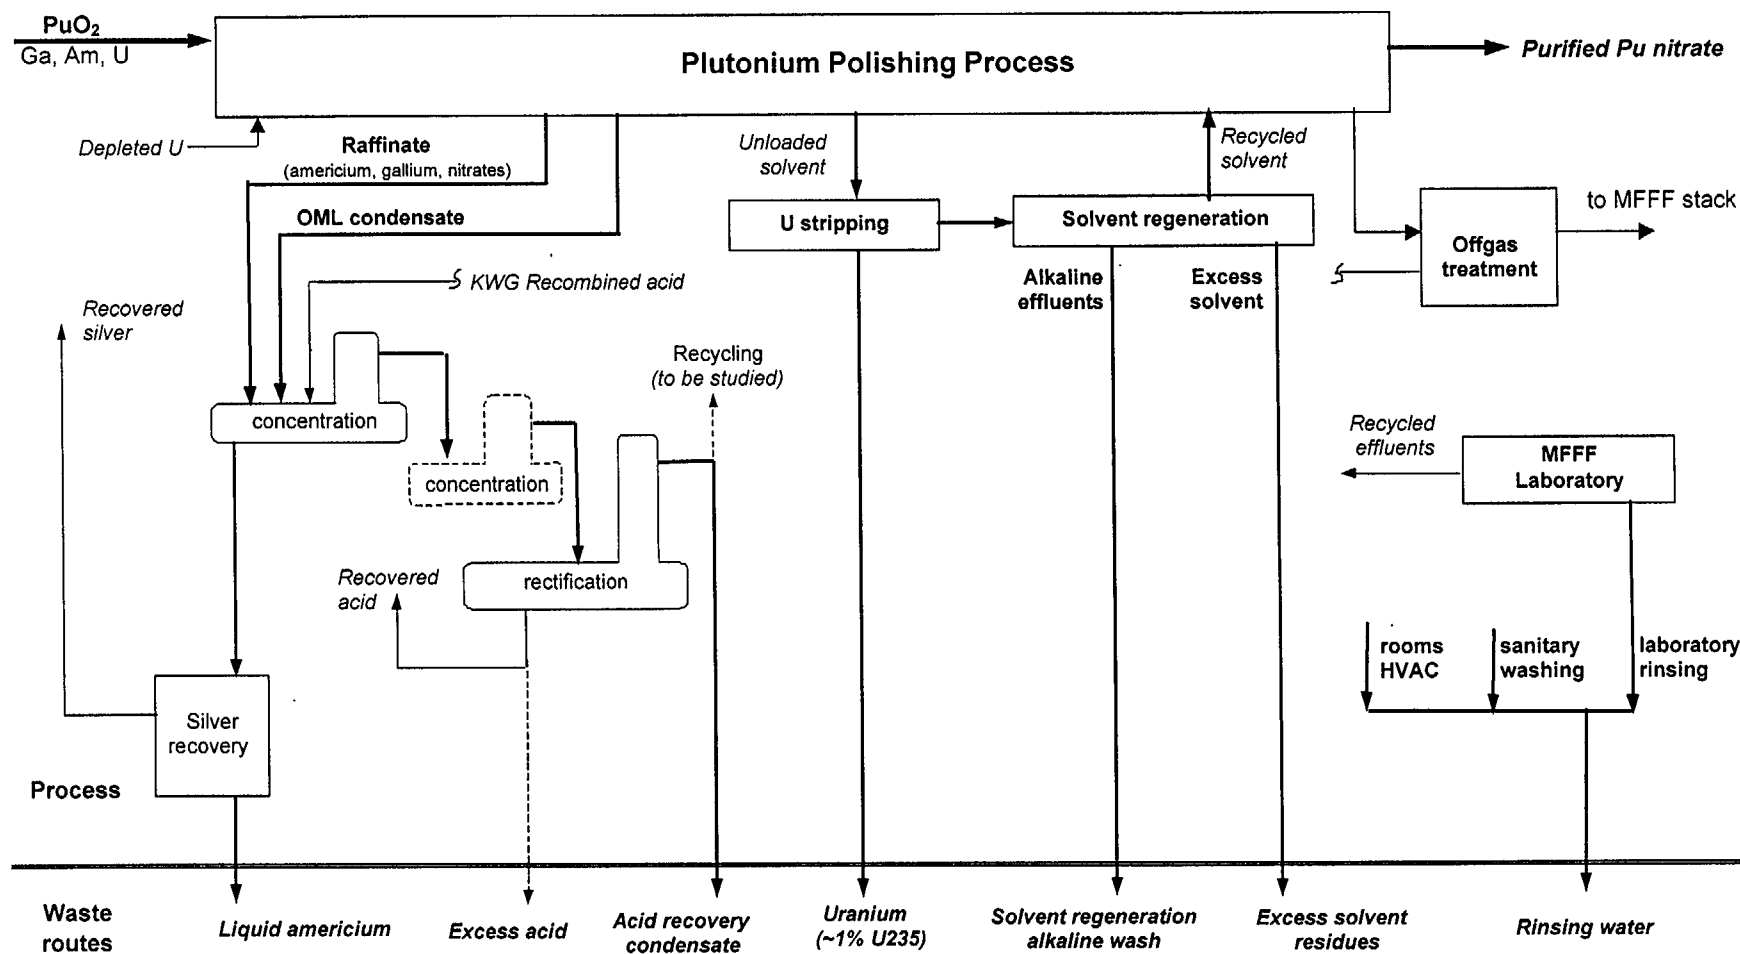 PuO2
Ga, Am, U
Plutonium Polishing Process
Purified Pu nitrate
Depleted U
Raffinate
(americium, gallium, nitrates)
Unloaded
solvent
Recycled
solvent
OML condensate
U stripping
Solvent regeneration
to MFFF stack
Offgas
treatment
KWG Recombined acid
Alkaline
effluents
Excess
solvent
Recovered
silver
Recycling
(to be studied)
concentration
concentration
Recycled
effluents
MFFF
Laboratory
Recovered
acid
rectification
rooms
HVAC
sanitary
washing
laboratory
rinsing
Silver
recovery
Process
Waste
routes
Liquid americium
Excess acid
Acid recovery
condensate
Uranium
(~1% U235)
Solvent regeneration
alkaline wash
Excess solvent
residues
Rinsing water